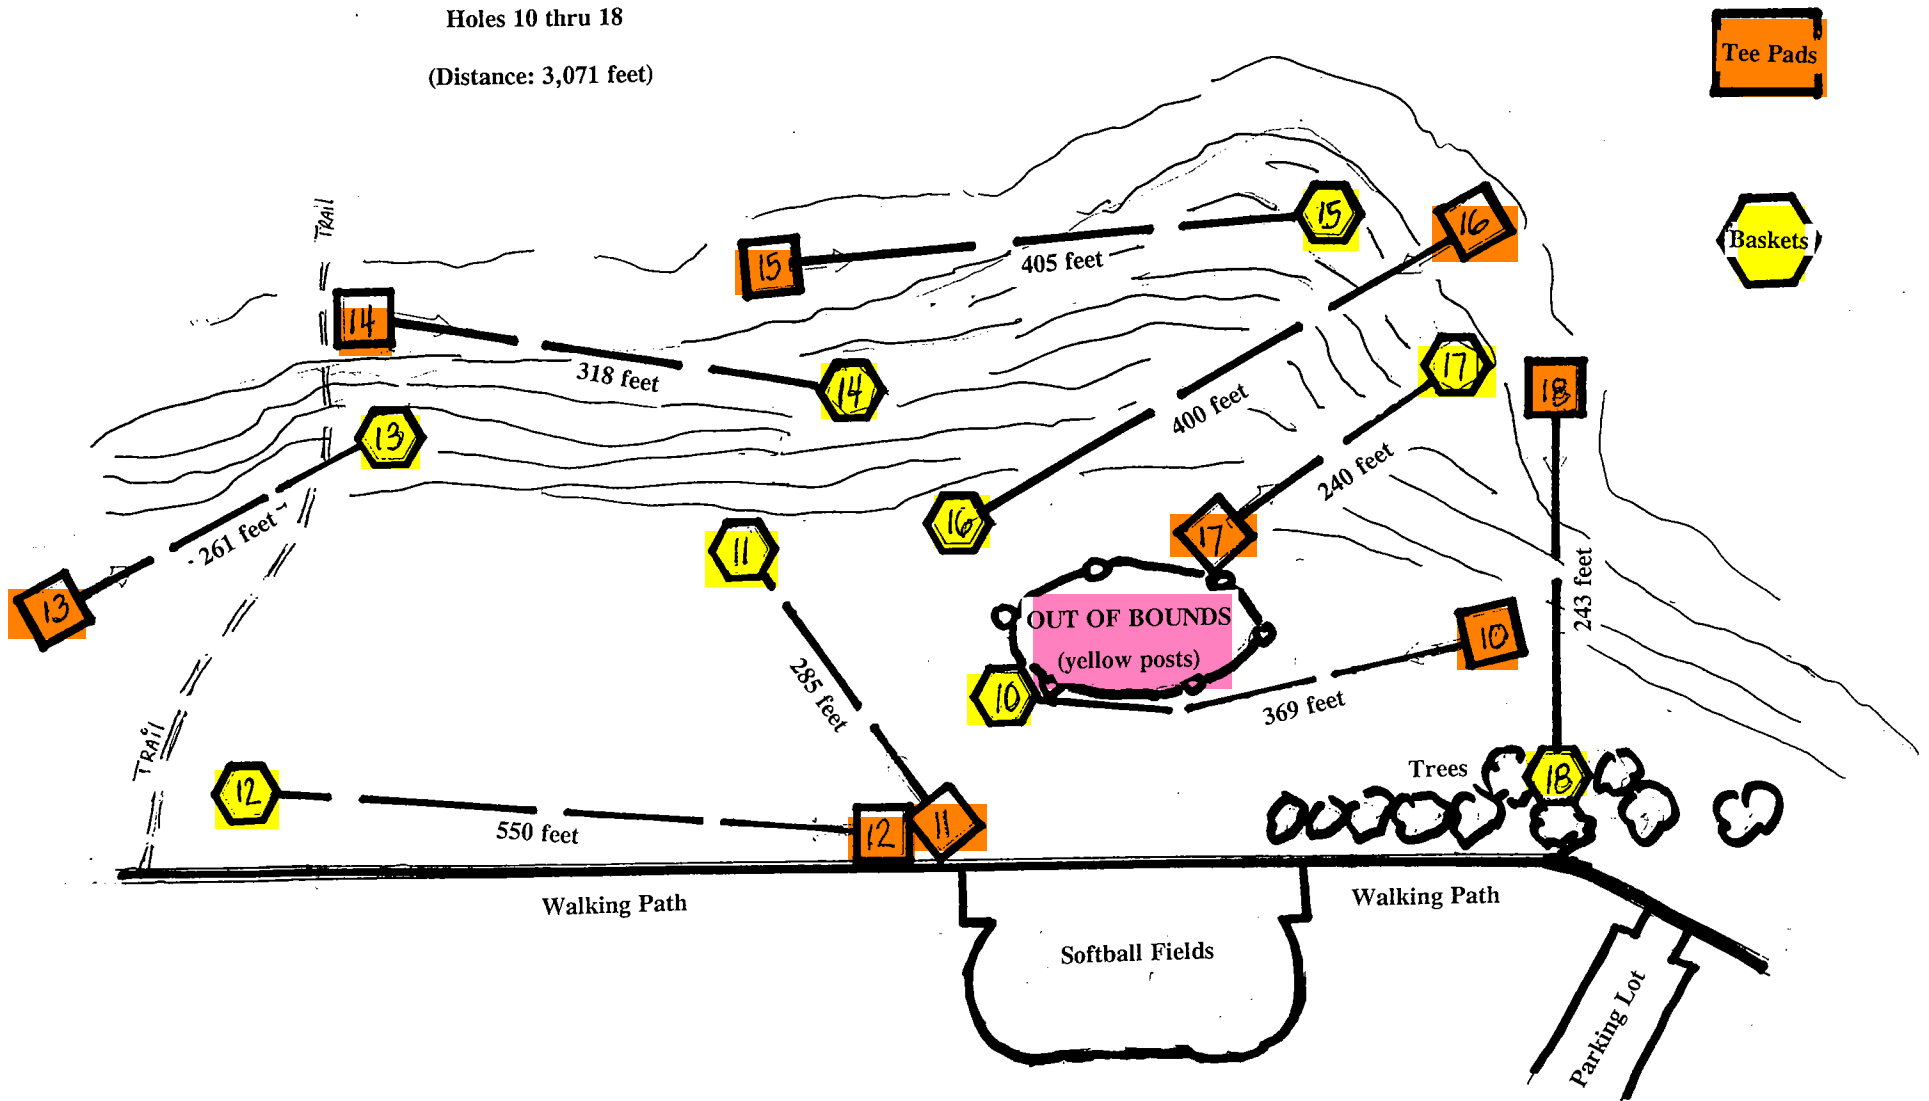 Holes 10 thru 18
(Distance: 3,071 feet)
Tee Pads
Baskets
TRAIL
15
16
15
405 feet
14
318 feet
14
400 feet
17
18
13
261 feet
13
11
16
240 feet
17
243 feet
OUT OF BOUNDS
(yellow posts)
10
10
369 feet
285 feet
TRAIL
12
550 feet
12
11
Trees
18
Walking Path
Walking Path
Softball Fields
Parking Lot